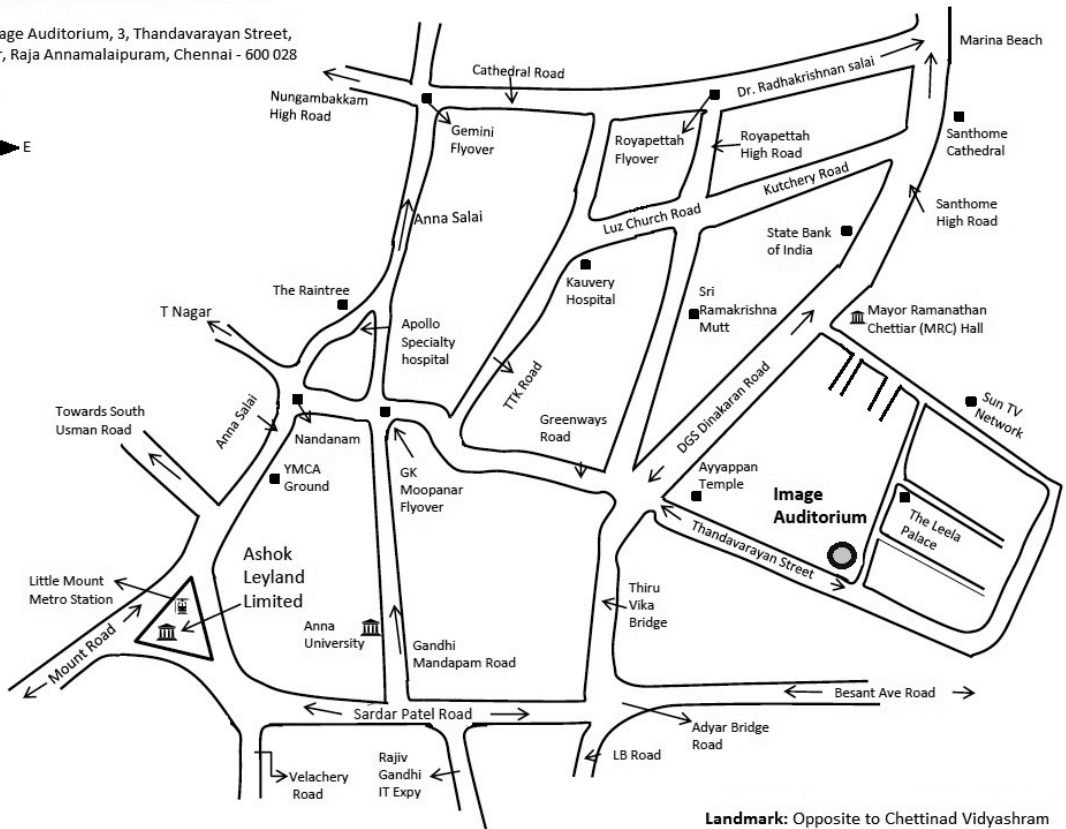 age Auditorium, 3, Thandavarayan Street,
r, Raja Annamalaipuram, Chennai - 600 028
E
Marina Beach
Cathedral Road
Dr. Radhakrishnan salai
Nungambakkam
High Road
Gemini
Flyover
Royapettah
Flyover
Royapettah
High Road
Santhome
Cathedral
Kutchery Road
Luz Church Road
Anna Salai
Santhome
High Road
State Bank
of India
Kauvery
Hospital
The Raintree
Sri
Ramakrishna
Mutt
T Nagar
Apollo
Specialty
hospital
Mayor Ramanathan
Chettiar (MRC) Hall
TTK Road
DGS Dinakaran Road
Sun TV
Network
Anna Salai
Towards South
Usman Road
Greenways
Road
Nandanam
YMCA
Ground
GK
Moopanar
Flyover
Ayyappan
Temple
Image
Auditorium
The Leela
Palace
Thandavarayan Street
Ashok
Leyland
Limited
Little Mount
Metro Station
Thiru
Vika
Bridge
Anna
University
Gandhi
Mandapam Road
Mount Road
Besant Ave Road
Sardar Patel Road
Adyar Bridge
Road
LB Road
Rajiv
Gandhi
IT Expy
Velachery
Road
Landmark: Opposite to Chettinad Vidyashram